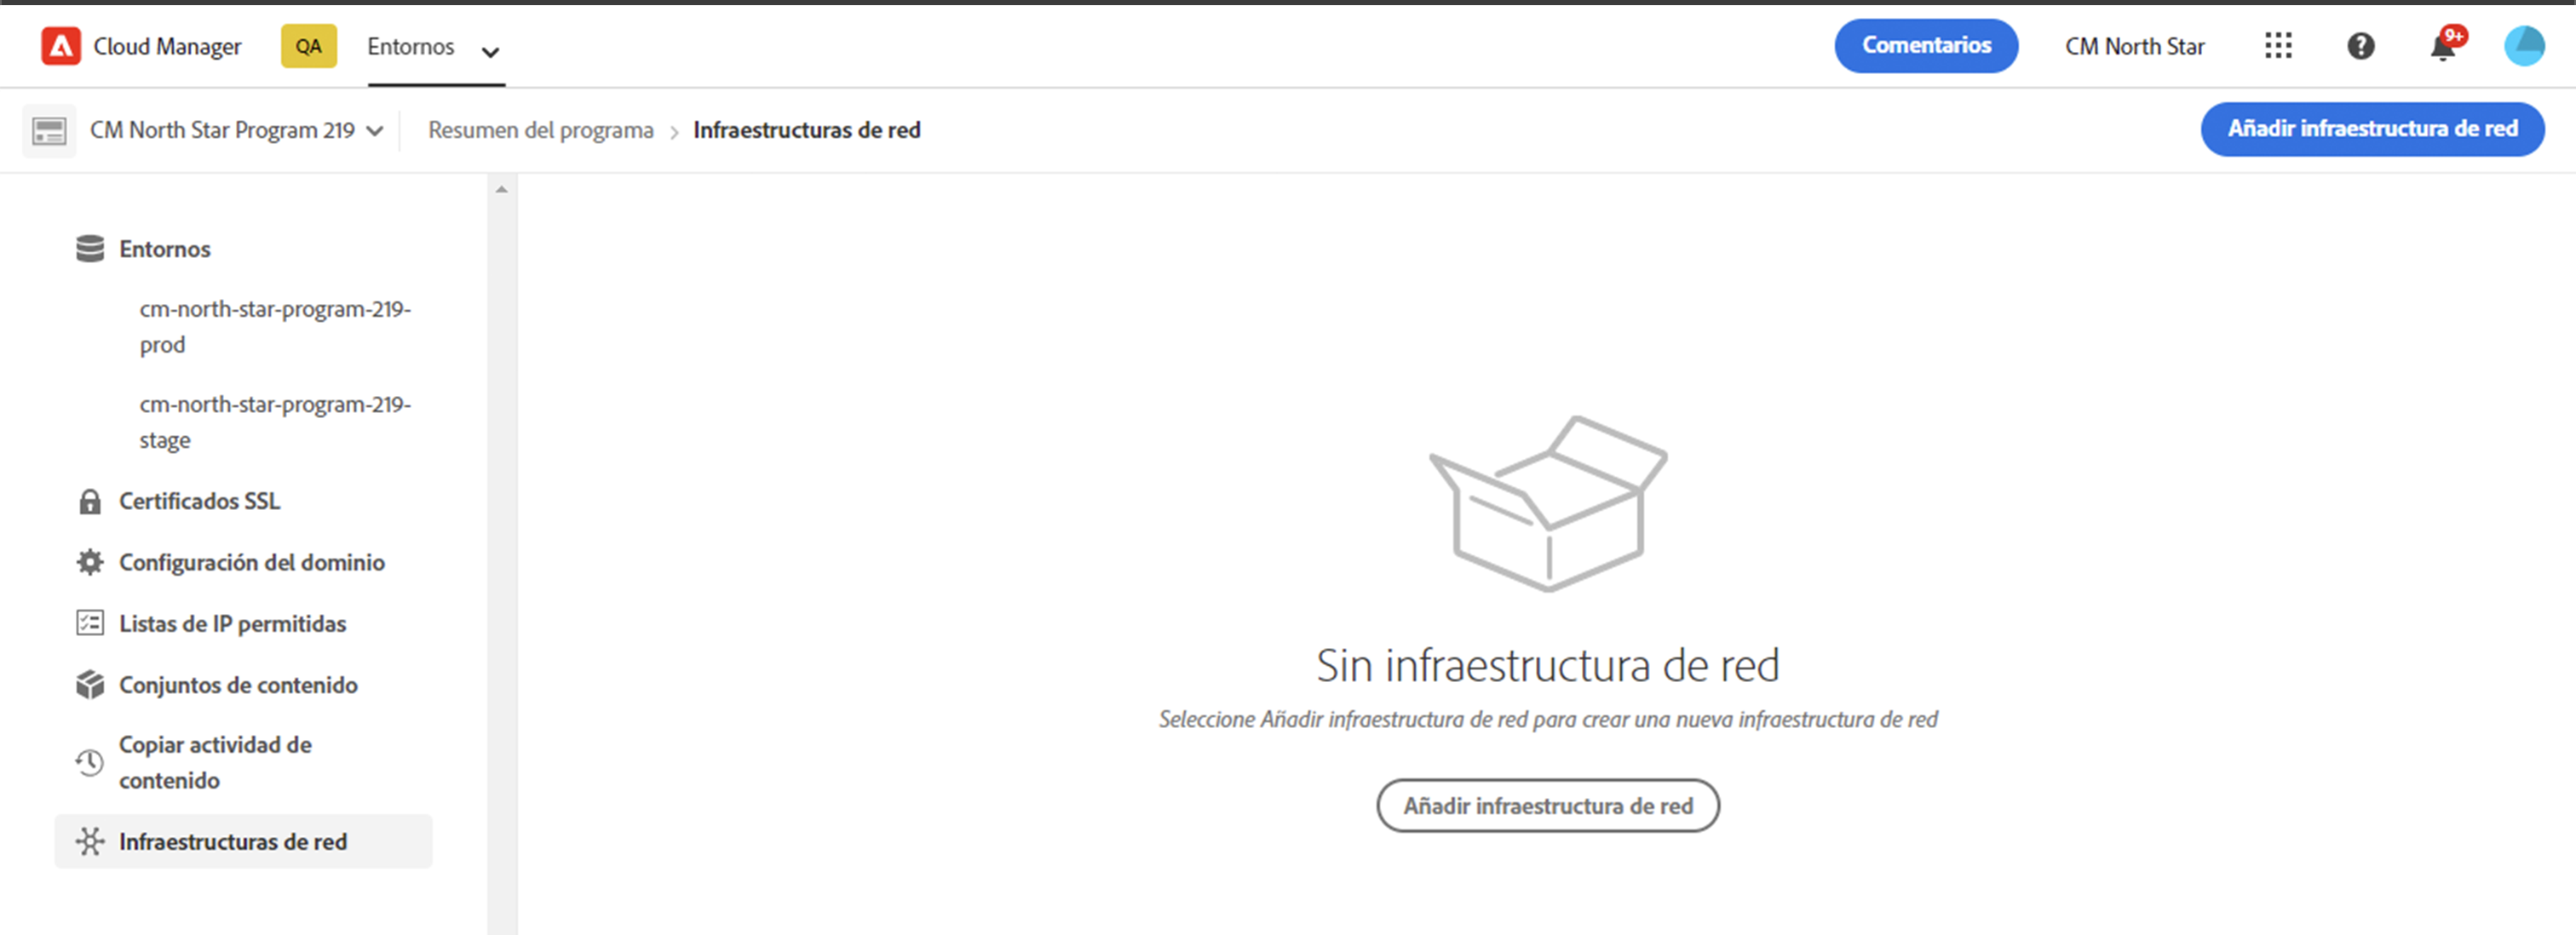 Cloud Manager QA Entornos Comentarios CM North Star 9+
CM North Star Program 219 Resumen del programa Infraestructuras de red Añadir infraestructura de red
Entornos
cm-north-star-program-219-
prod
cm-north-star-program-219-
stage
Certificados SSL
Configuración del dominio
Listas de IP permitidas
Conjuntos de contenido
Copiar actividad de
contenido
Infraestructuras de red
Sin infraestructura de red
Seleccione Añadir infraestructura de red para crear una nueva infraestructura de red
Añadir infraestructura de red